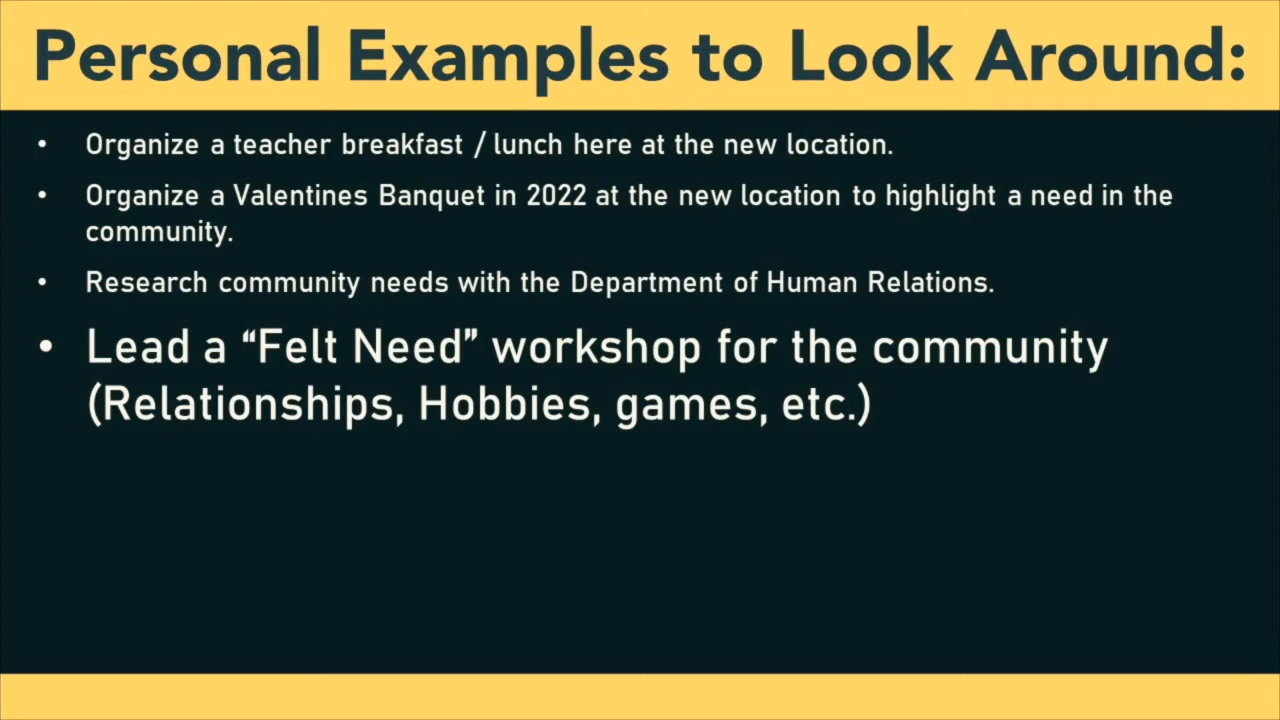 Personal Examples to Look Around:
• Organize a teacher breakfast / lunch here at the new location.
• Organize a Valentines Banquet in 2022 at the new location to highlight a need in the
community.
• Research community needs with the Department of Human Relations.
• Lead a “Felt Need” workshop for the community
(Relationships, Hobbies, games, etc.)